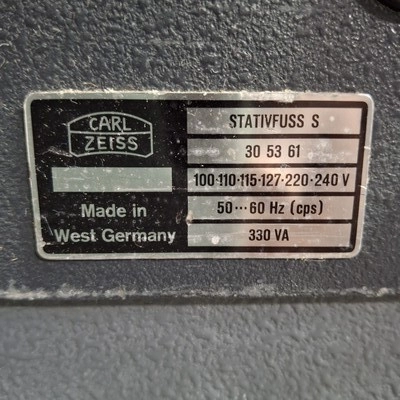 CARL
ZEISS
Made in
West Germany
STATIVFUSS S
30 53 61
100·110·115·127·220·240 V
50···60 Hz (cps)
330 VA